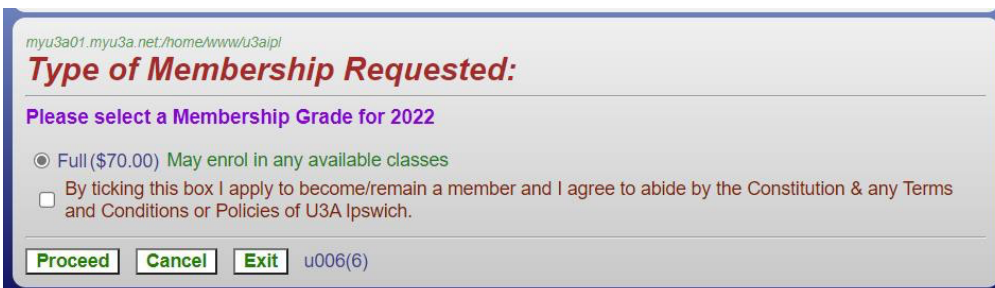 myu3a01.myu3a.net:/home/www/u3aipl
Type of Membership Requested:
Please select a Membership Grade for 2022
Full ($70.00) May enrol in any available classes
By ticking this box I apply to become/remain a member and I agree to abide by the Constitution & any Terms
and Conditions or Policies of U3A Ipswich.
Proceed Cancel Exit u006(6)